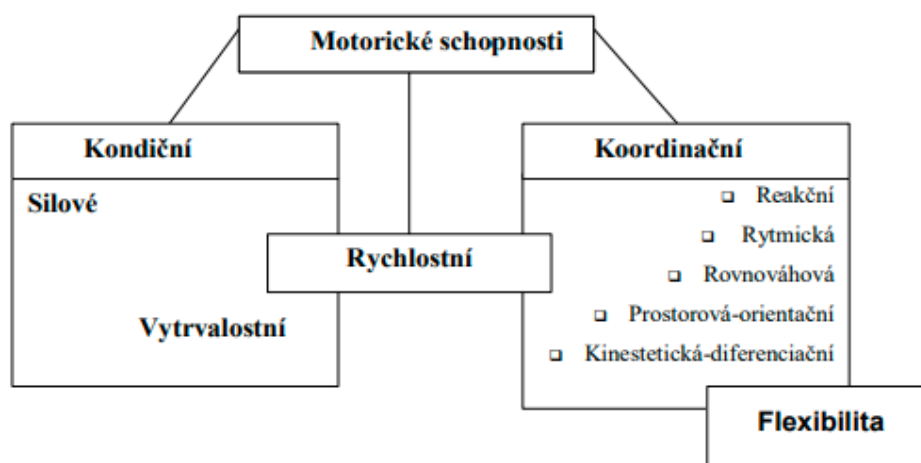 Motorické schopnosti
Kondiční
Silové
Vytrvalostní
Rychlostní
Koordinační
❑ Reakční
❑ Rytmická
❑ Rovnováhová
❑ Prostorová-orientační
❑ Kinestetická-diferenciační
Flexibilita